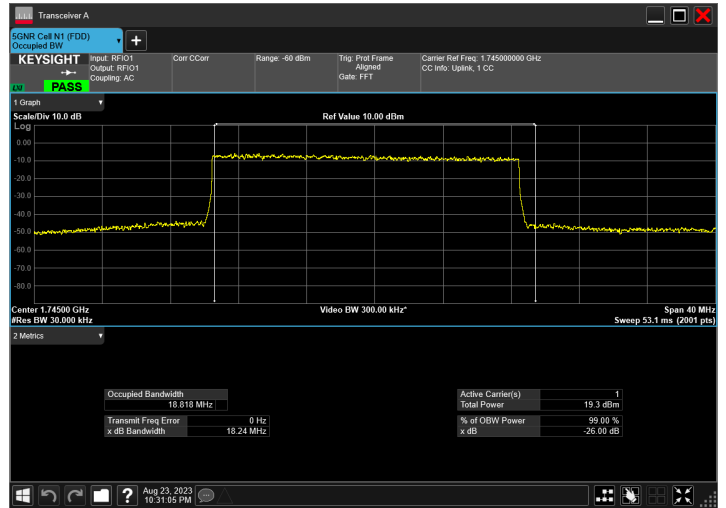 Transceiver A
5GNR Cell N1 (FDD)
Occupied BW
KEYSIGHT
Input: RFIO1
Output: RFIO1
Coupling: AC
Corr CCorr
Range: -60 dBm
Trig: Prot Frame
Aligned
Gate: FFT
Carrier Ref Freq: 1.745000000 GHz
CC Info: Uplink, 1 CC
LXI
PASS
1 Graph
Scale/Div 10.0 dB
Ref Value 10.00 dBm
Log
0.00
-10.0
-20.0
-30.0
-40.0
-50.0
-60.0
-70.0
-80.0
Center 1.74500 GHz
Video BW 300.00 kHz*
Span 40 MHz
#Res BW 30.000 kHz
Sweep 53.1 ms (2001 pts)
2 Metrics
Occupied Bandwidth
18.818 MHz
Transmit Freq Error 0 Hz
x dB Bandwidth 18.24 MHz
Active Carrier(s) 1
Total Power 19.3 dBm
% of OBW Power 99.00 %
x dB -26.00 dB
Aug 23, 2023
10:31:05 PM